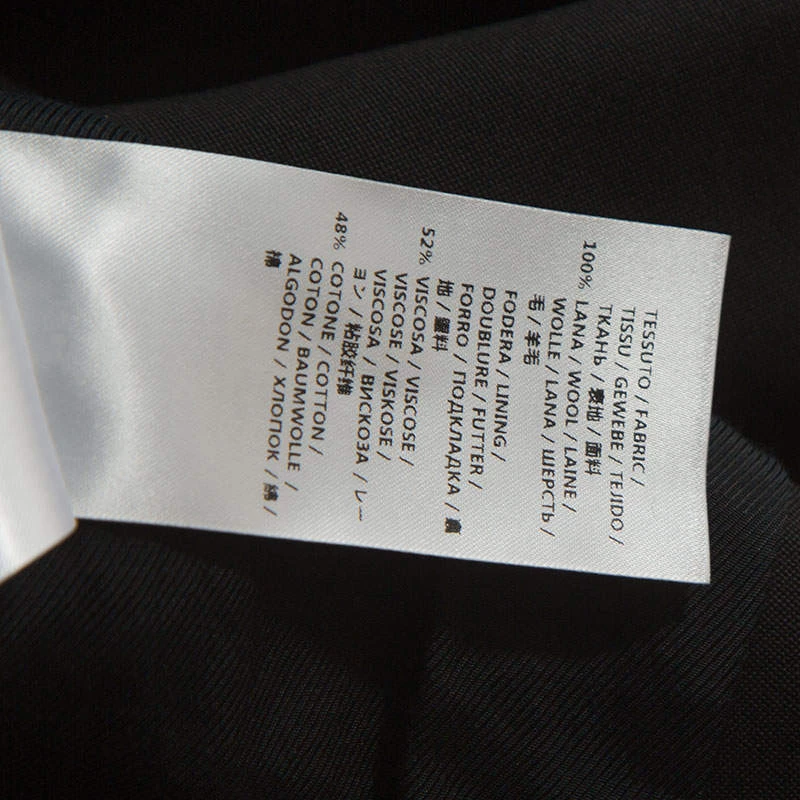 TESSUTO / FABRIC /
TISSU / GEWEBE / TEJIDO /
ТКАНЬ / 表地 / 面料
100% LANA / WOOL / LAINE /
WOLLE / LANA / ШЕРСТЬ /
毛 / 羊毛
FODERA / LINING /
DOUBLURE / FUTTER /
FORRO / ПОДКЛАДКА / 裏
地 / 里料
52% VISCOSA / VISCOSE /
VISCOSE / VISKOSE /
VISCOSA / ВИСКОЗА / レー
ヨン / 粘胶纤维
48% COTONE / COTTON /
COTON / BAUMWOLLE /
ALGODON / ХЛОПОК / 綿 /
棉